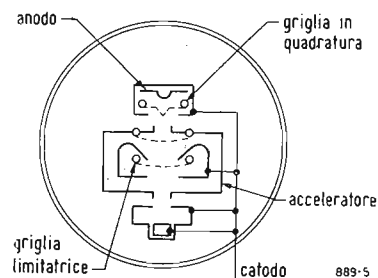 anodo
griglia in
quadratura
acceleratore
griglia
limitatrice
catodo
889-5